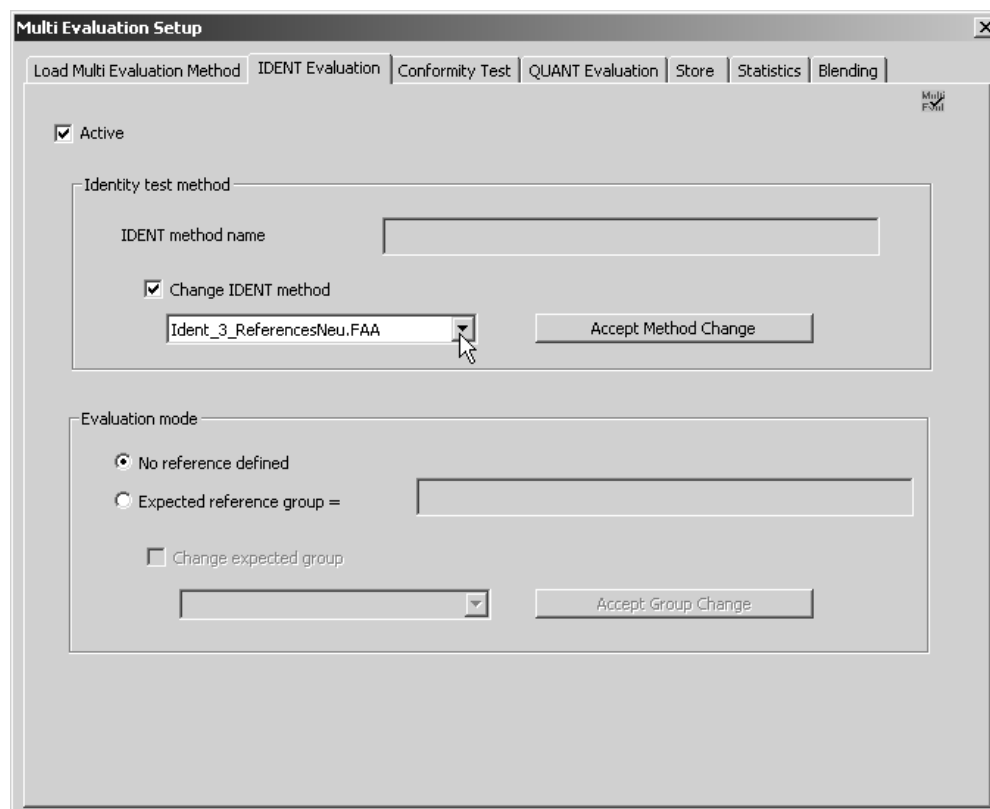 Multi Evaluation Setup
Load Multi Evaluation Method IDENT Evaluation Conformity Test QUANT Evaluation Store Statistics Blending
Multi
Eval
Active
Identity test method
IDENT method name
Change IDENT method
Ident_3_ReferencesNeu.FAA Accept Method Change
Evaluation mode
No reference defined
Expected reference group =
Change expected group
Accept Group Change